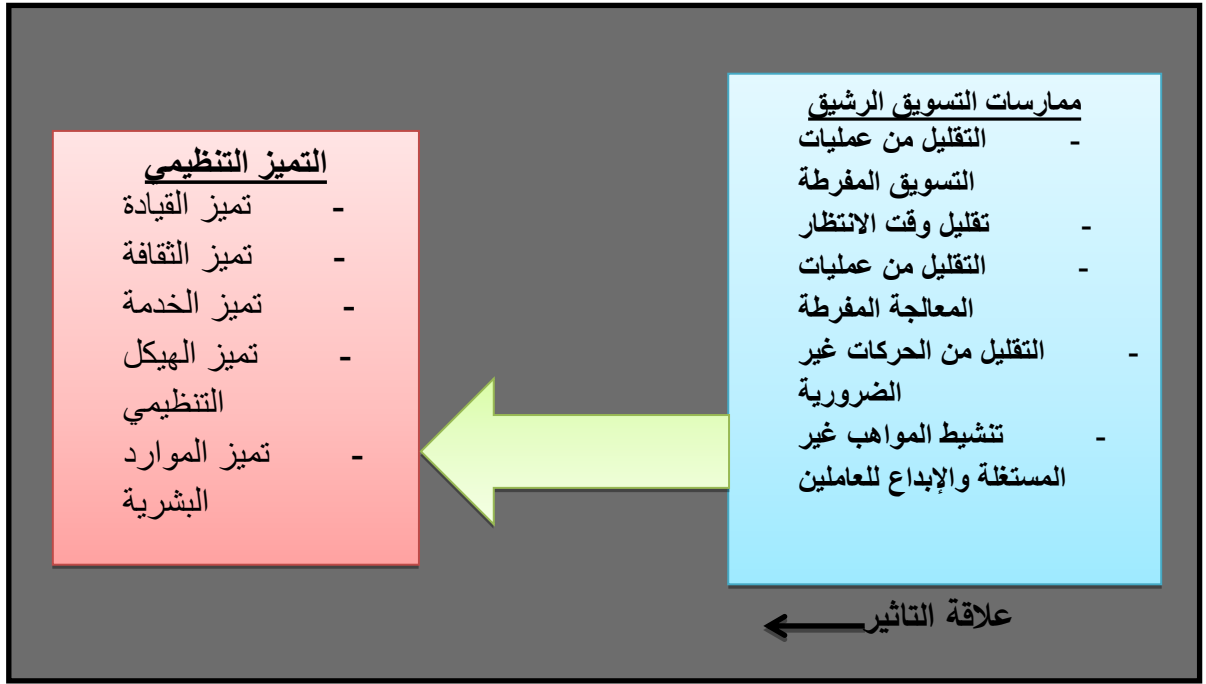 ممارسات التسويق الرشيق
- التقليل من عمليات
التسويق المفرطة
- تقليل وقت الانتظار
- التقليل من عمليات
المعالجة المفرطة
- التقليل من الحركات غير
الضرورية
- تنشيط المواهب غير
المستغلة والإبداع للعاملين
التميز التنظيمي
- تميز القيادة
- تميز الثقافة
- تميز الخدمة
- تميز الهيكل
التنظيمي
- تميز الموارد
البشرية
علاقة التاثير